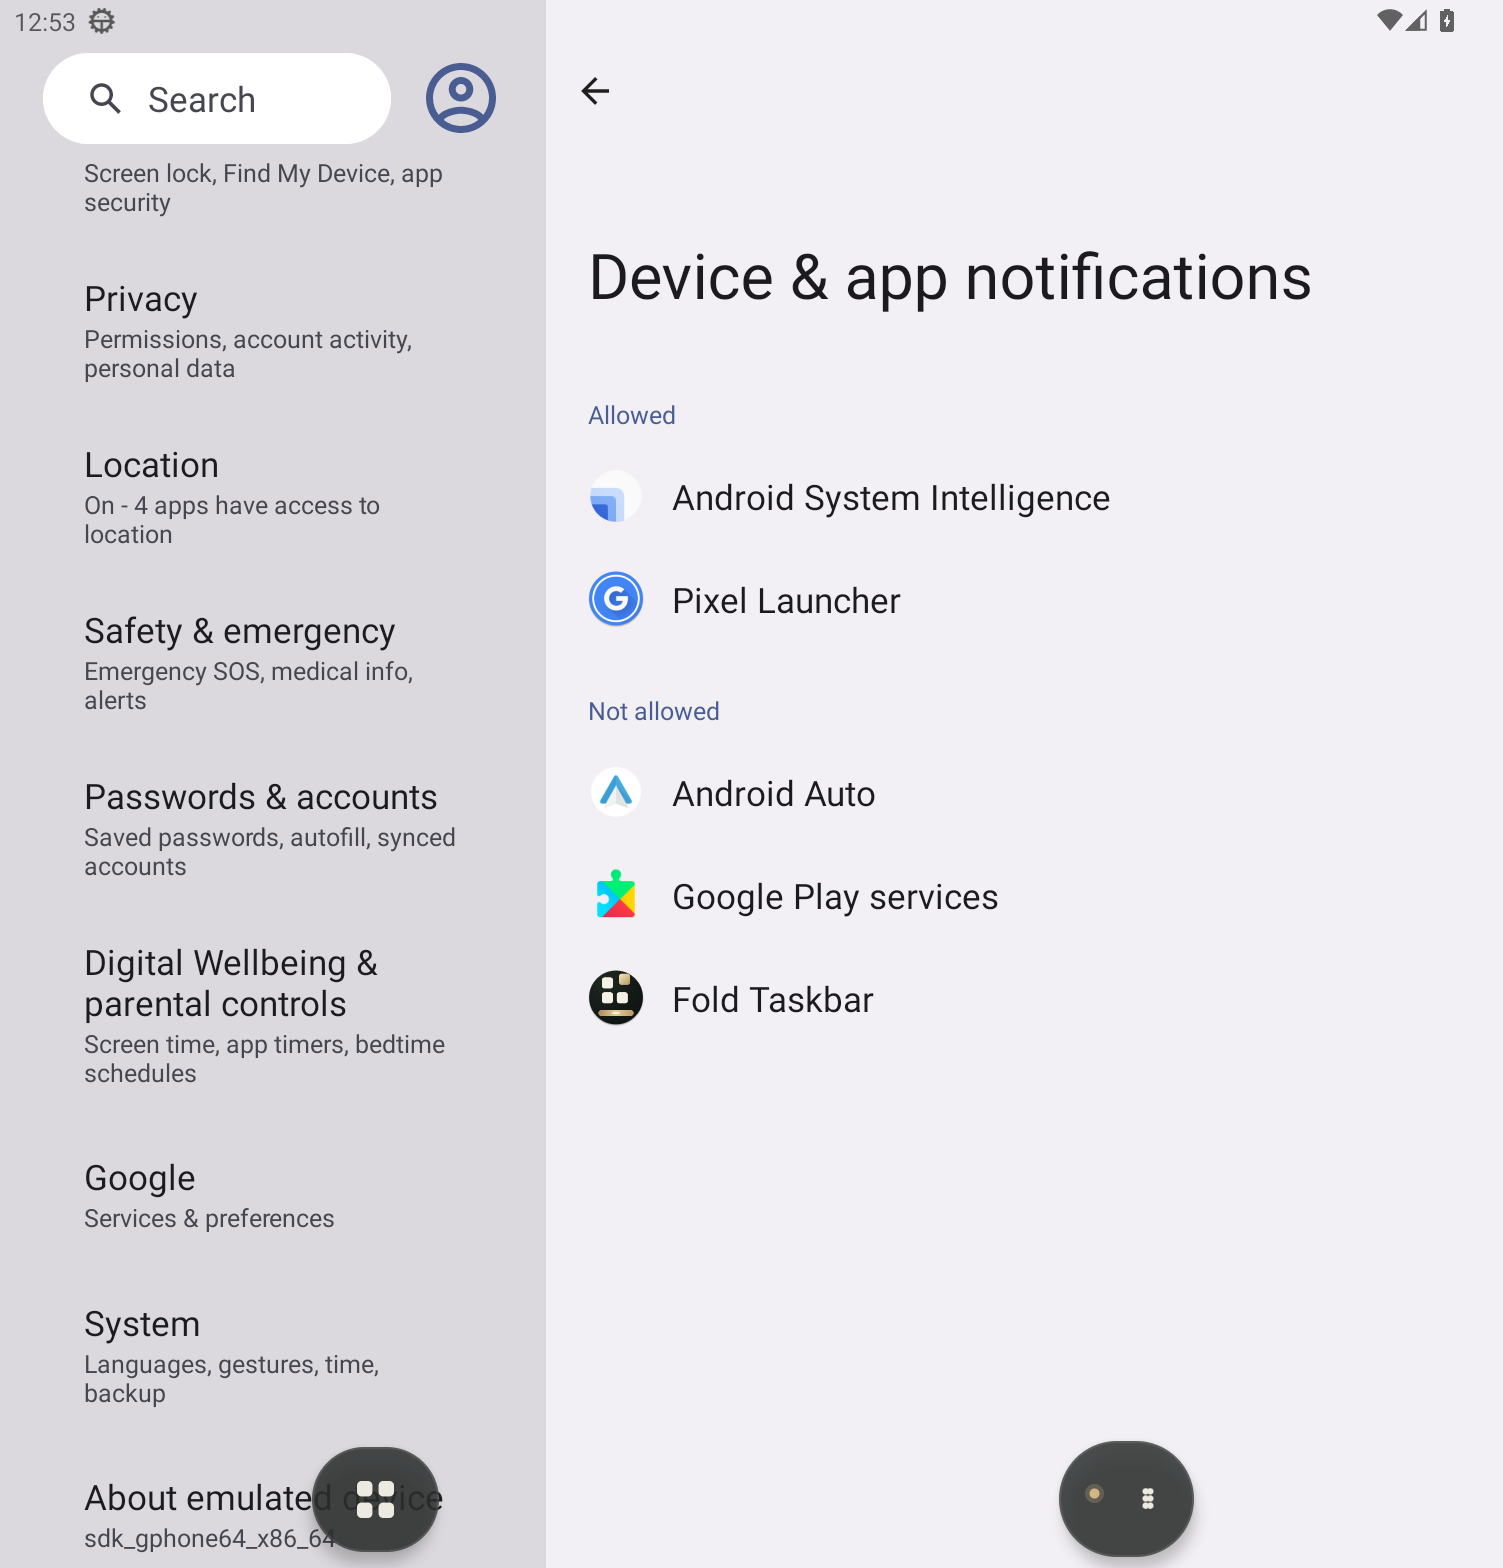 12:53
Search
Screen lock, Find My Device, app
security
Privacy
Permissions, account activity,
personal data
Location
On - 4 apps have access to
location
Safety & emergency
Emergency SOS, medical info,
alerts
Passwords & accounts
Saved passwords, autofill, synced
accounts
Digital Wellbeing &
parental controls
Screen time, app timers, bedtime
schedules
Google
Services & preferences
System
Languages, gestures, time,
backup
About emulated device
sdk_gphone64_x86_64
Device & app notifications
Allowed
Android System Intelligence
Pixel Launcher
Not allowed
Android Auto
Google Play services
Fold Taskbar